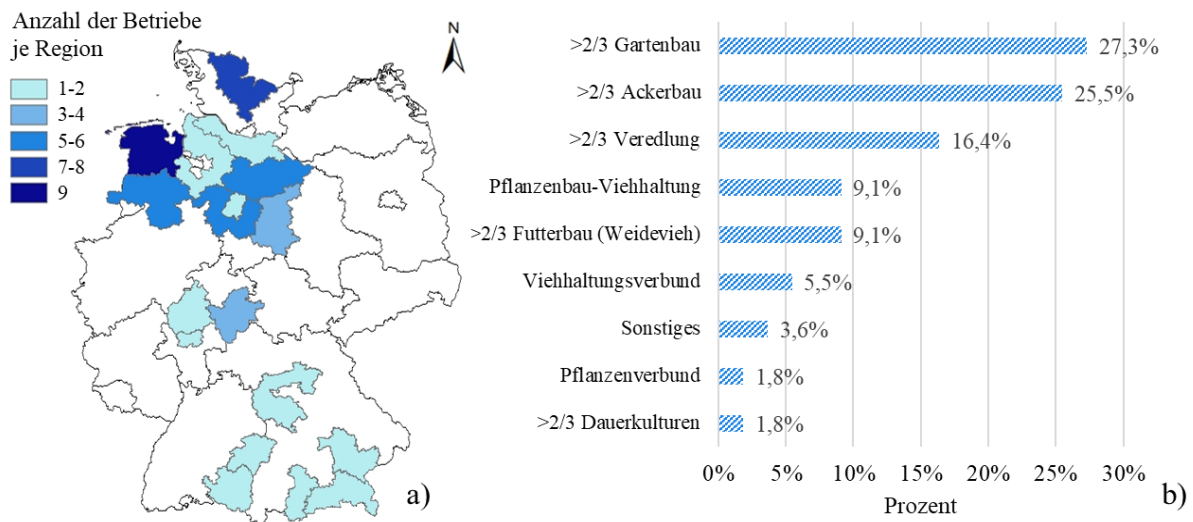 Anzahl der Betriebe
je Region
1-2
3-4
5-6
7-8
9
N
a)
>2/3 Gartenbau
27,3%
>2/3 Ackerbau
25,5%
>2/3 Veredlung
16,4%
Pflanzenbau-Viehhaltung
9,1%
>2/3 Futterbau (Weidevieh)
9,1%
Viehhaltungsverbund
5,5%
Sonstiges
3,6%
Pflanzenverbund
1,8%
>2/3 Dauerkulturen
1,8%
0% 5% 10% 15% 20% 25% 30%
Prozent
b)